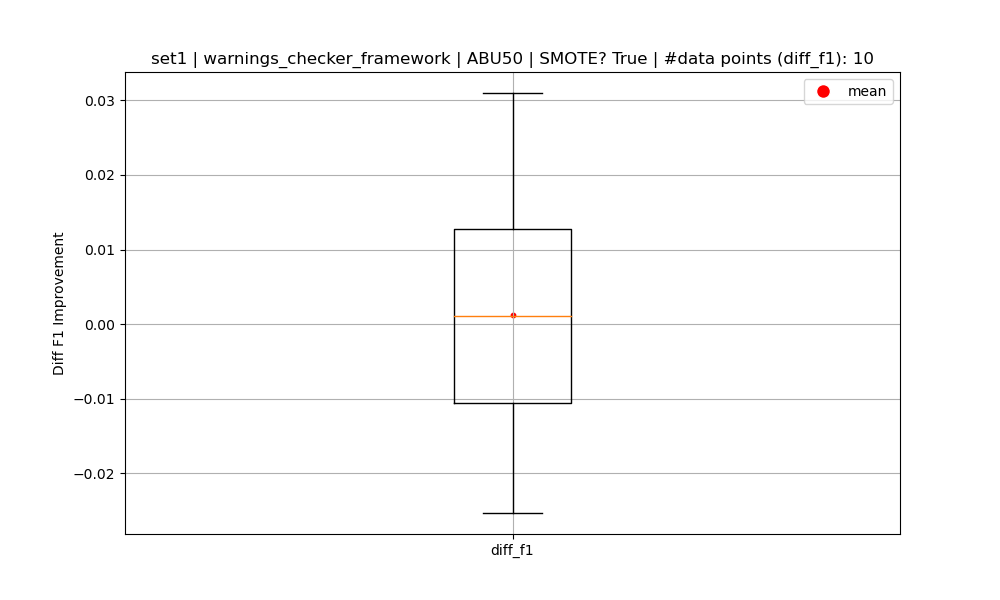 set1 | warnings_checker_framework | ABU50 | SMOTE? True | #data points (diff_f1): 10
mean
0.03
0.02
0.01
0.00
−0.01
−0.02
Diff F1 Improvement
diff_f1